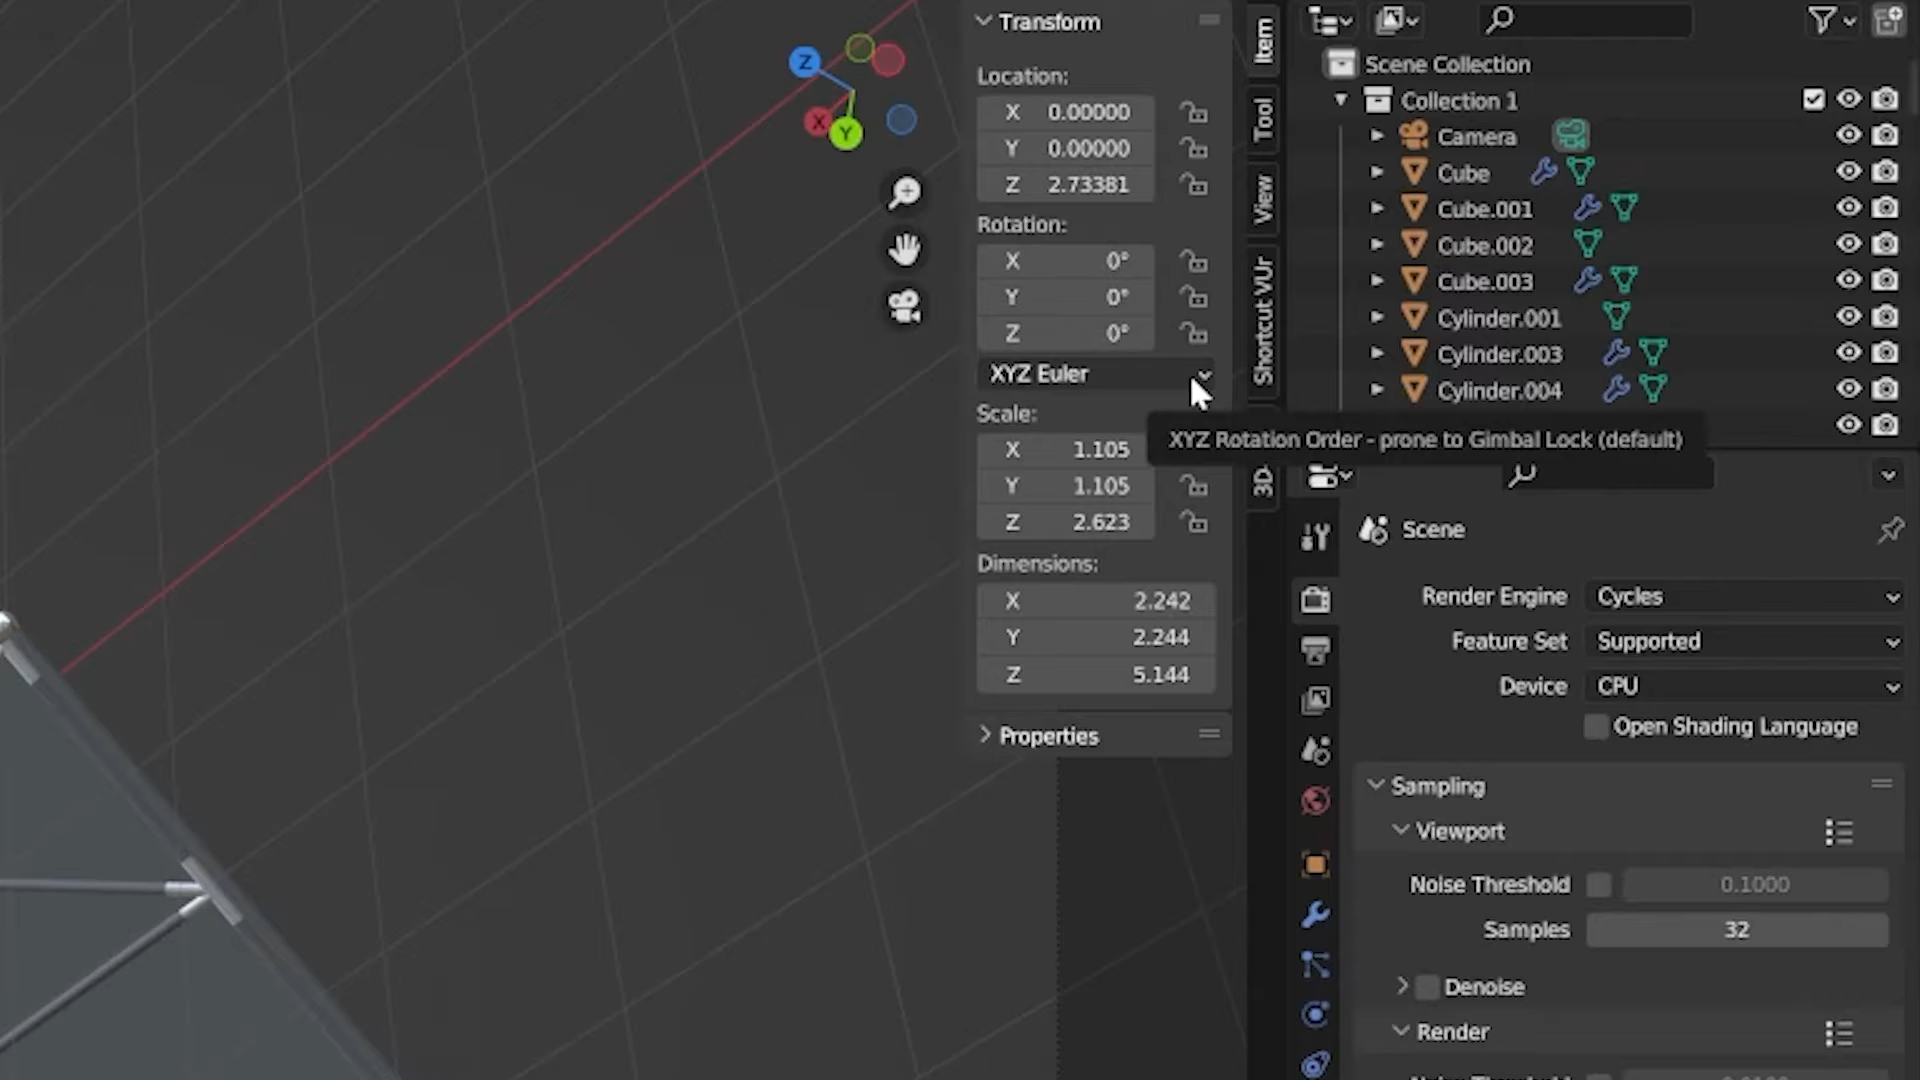 Transform
Location:
X 0.00000
Y 0.00000
Z 2.73381
Rotation:
X 0°
Y 0°
Z 0°
XYZ Euler
Scale:
X 1.105
Y 1.105
Z 2.623
Dimensions:
X 2.242
Y 2.244
Z 5.144
Properties
Z
X
Y
Item
Tool
View
Shortcut VUr
3D
XYZ Rotation Order - prone to Gimbal Lock (default)
Scene Collection
Collection 1
Camera
Cube
Cube.001
Cube.002
Cube.003
Cylinder.001
Cylinder.003
Cylinder.004
Scene
Render Engine Cycles
Feature Set Supported
Device CPU
Open Shading Language
Sampling
Viewport
Noise Threshold 0.1000
Samples 32
Denoise
Render